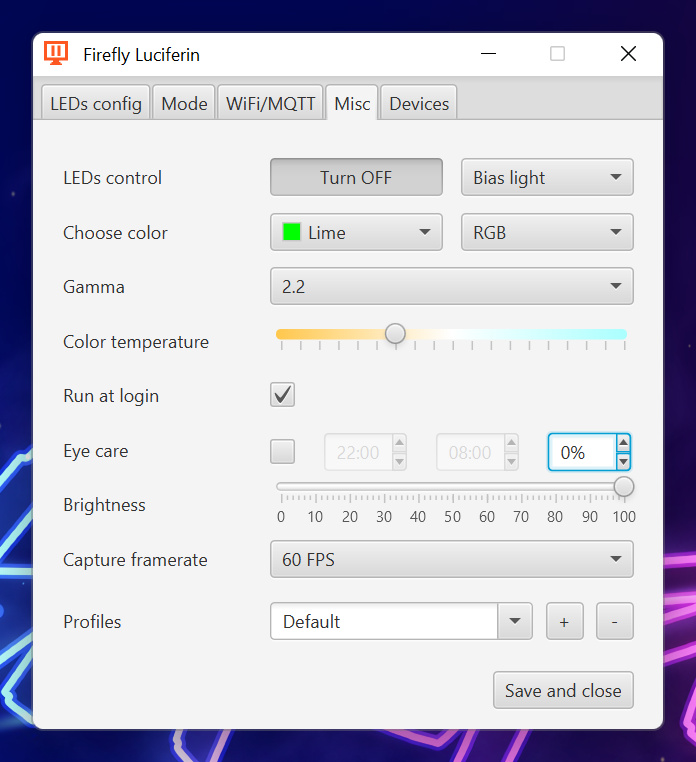 Firefly Luciferin
LEDs config Mode WiFi/MQTT Misc Devices
LEDs control Turn OFF Bias light
Choose color Lime RGB
Gamma 2.2
Color temperature
Run at login
Eye care 22:00 08:00 0%
Brightness
0 10 20 30 40 50 60 70 80 90 100
Capture framerate 60 FPS
Profiles Default + -
Save and close